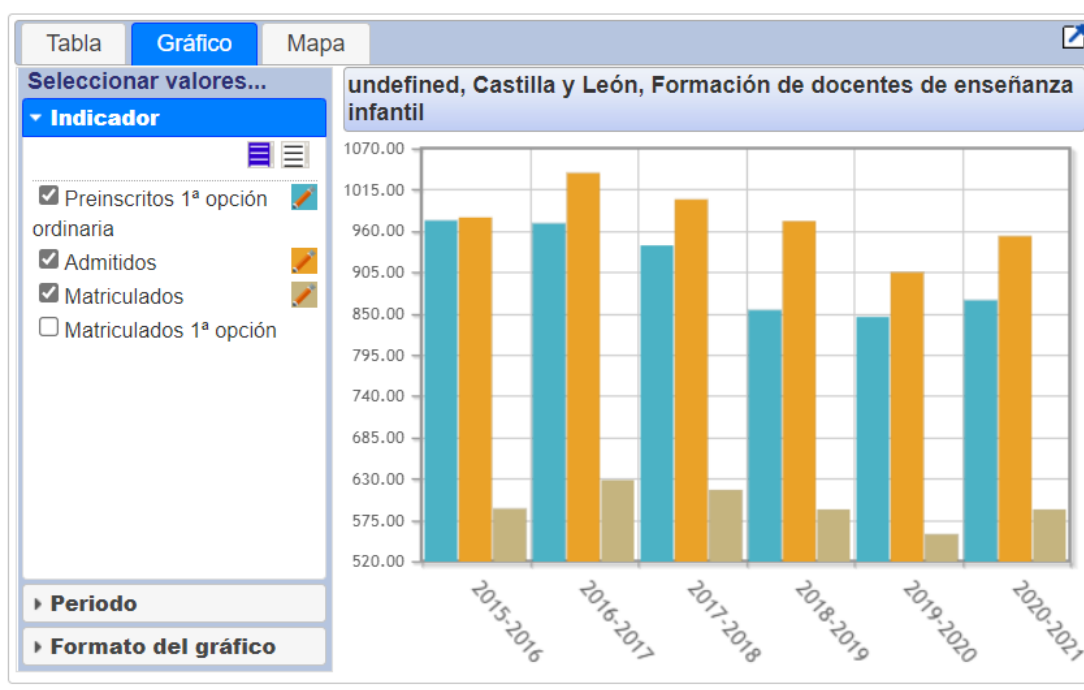 Tabla Gráfico Mapa
Seleccionar valores...
Indicador
Preinscritos 1ª opción
ordinaria
Admitidos
Matriculados
Matriculados 1ª opción
Periodo
Formato del gráfico
undefined, Castilla y León, Formación de docentes de enseñanza
infantil
1070.00
1015.00
960.00
905.00
850.00
795.00
740.00
685.00
630.00
575.00
520.00
2015-2016
2016-2017
2017-2018
2018-2019
2019-2020
2020-2021